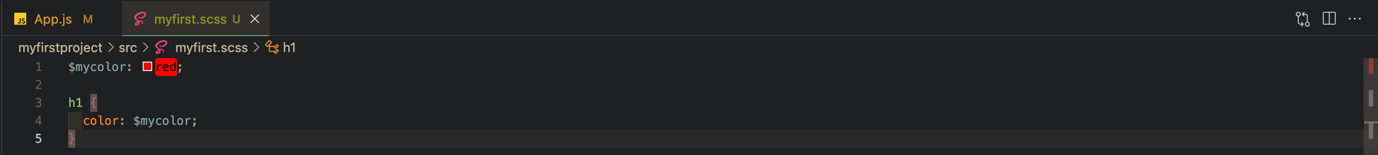 JS App.js M myfirst.scss U
myfirstproject > src > myfirst.scss > h1
1 $mycolor: red;
2
3 h1 {
4 color: $mycolor;
5 }